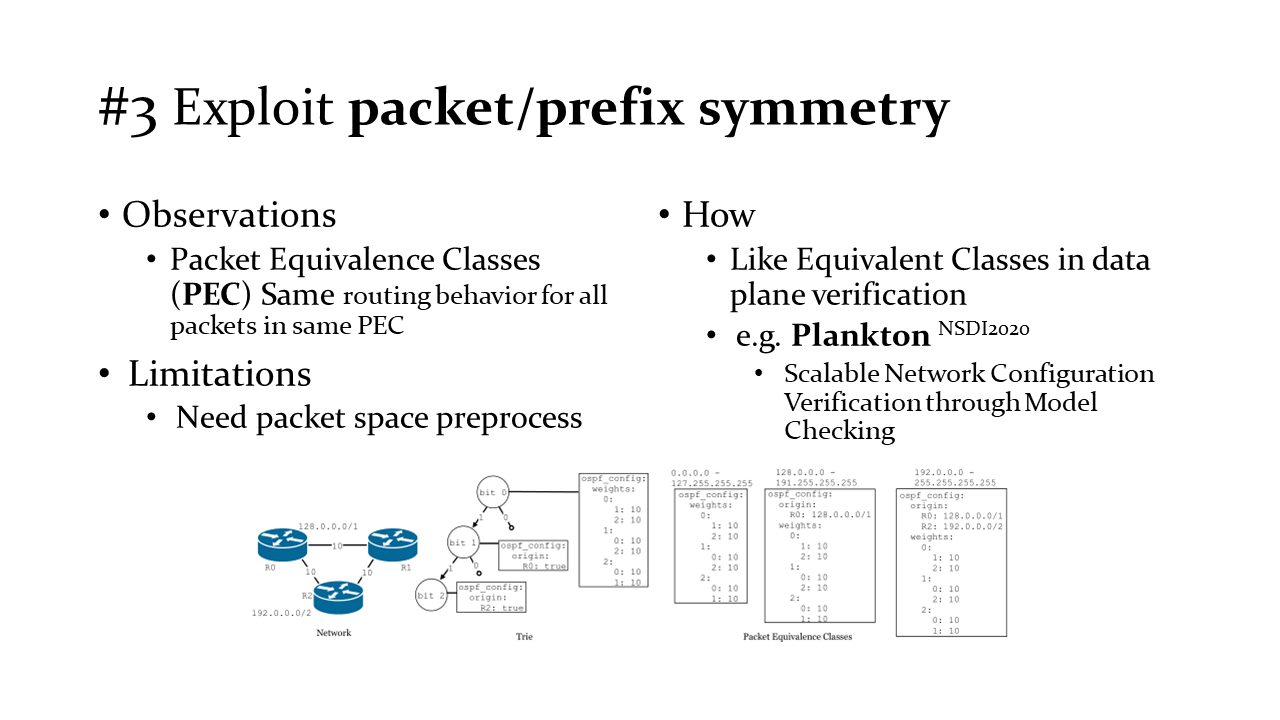 #3 Exploit packet/prefix symmetry
• Observations
• Packet Equivalence Classes
(PEC) Same routing behavior for all
packets in same PEC
• Limitations
• Need packet space preprocess
• How
• Like Equivalent Classes in data
plane verification
• e.g. Plankton NSDI2020
• Scalable Network Configuration
Verification through Model
Checking
128.0.0.0/1
10
R0
R1
10
10
R2
192.0.0.0/2
Network
bit 0
1
0
bit 1
1
0
bit 2
ospf_config:
weights:
0:
1: 10
2: 10
1:
0: 10
2: 10
2:
0: 10
1: 10
ospf_config:
origin:
R0: true
ospf_config:
origin:
R2: true
Trie
0.0.0.0 -
127.255.255.255
ospf_config:
weights:
0:
1: 10
2: 10
1:
0: 10
2: 10
2:
0: 10
1: 10
128.0.0.0 -
191.255.255.255
ospf_config:
origin:
R0: 128.0.0.0/1
weights:
0:
1: 10
2: 10
1:
0: 10
2: 10
2:
0: 10
1: 10
192.0.0.0 -
255.255.255.255
ospf_config:
origin:
R0: 128.0.0.0/1
R2: 192.0.0.0/2
weights:
0:
1: 10
2: 10
1:
0: 10
2: 10
2:
0: 10
1: 10
Packet Equivalence Classes